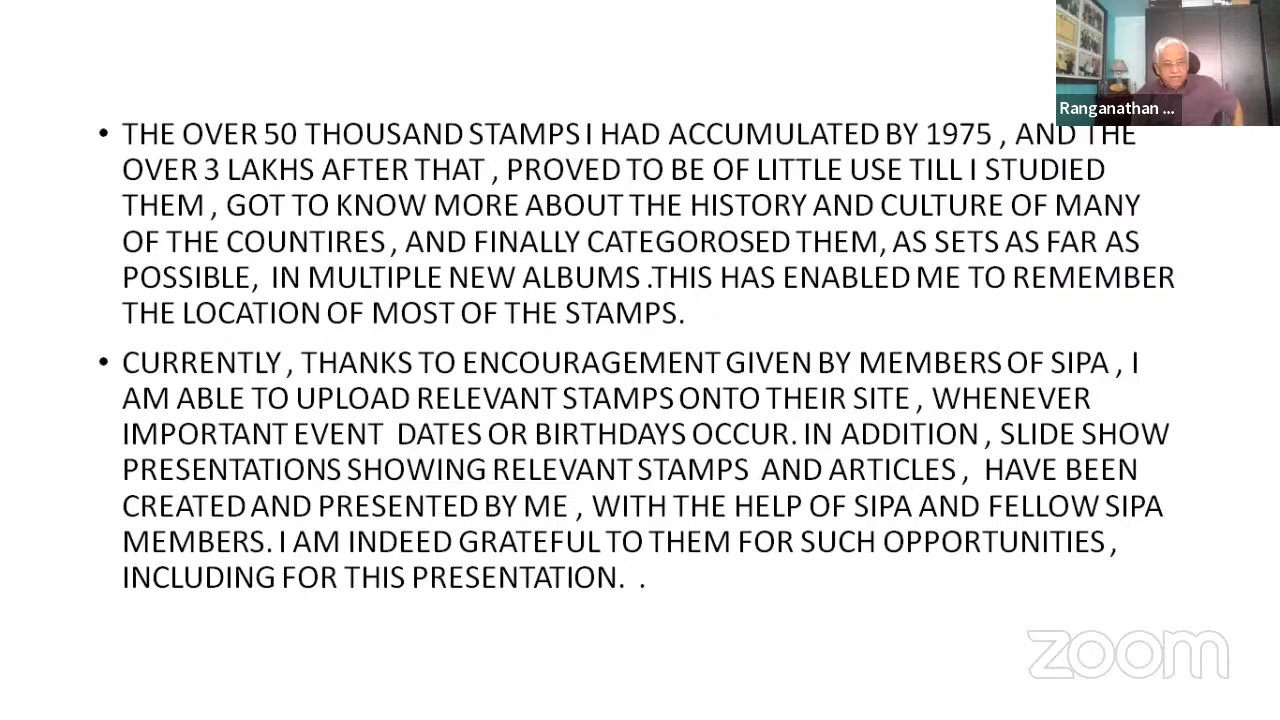 Ranganathan ...
• THE OVER 50 THOUSAND STAMPS I HAD ACCUMULATED BY 1975 , AND THE
OVER 3 LAKHS AFTER THAT , PROVED TO BE OF LITTLE USE TILL I STUDIED
THEM , GOT TO KNOW MORE ABOUT THE HISTORY AND CULTURE OF MANY
OF THE COUNTIRES , AND FINALLY CATEGOROSED THEM, AS SETS AS FAR AS
POSSIBLE, IN MULTIPLE NEW ALBUMS .THIS HAS ENABLED ME TO REMEMBER
THE LOCATION OF MOST OF THE STAMPS.
• CURRENTLY , THANKS TO ENCOURAGEMENT GIVEN BY MEMBERS OF SIPA , I
AM ABLE TO UPLOAD RELEVANT STAMPS ONTO THEIR SITE , WHENEVER
IMPORTANT EVENT DATES OR BIRTHDAYS OCCUR. IN ADDITION , SLIDE SHOW
PRESENTATIONS SHOWING RELEVANT STAMPS AND ARTICLES , HAVE BEEN
CREATED AND PRESENTED BY ME , WITH THE HELP OF SIPA AND FELLOW SIPA
MEMBERS. I AM INDEED GRATEFUL TO THEM FOR SUCH OPPORTUNITIES ,
INCLUDING FOR THIS PRESENTATION. .
zoom